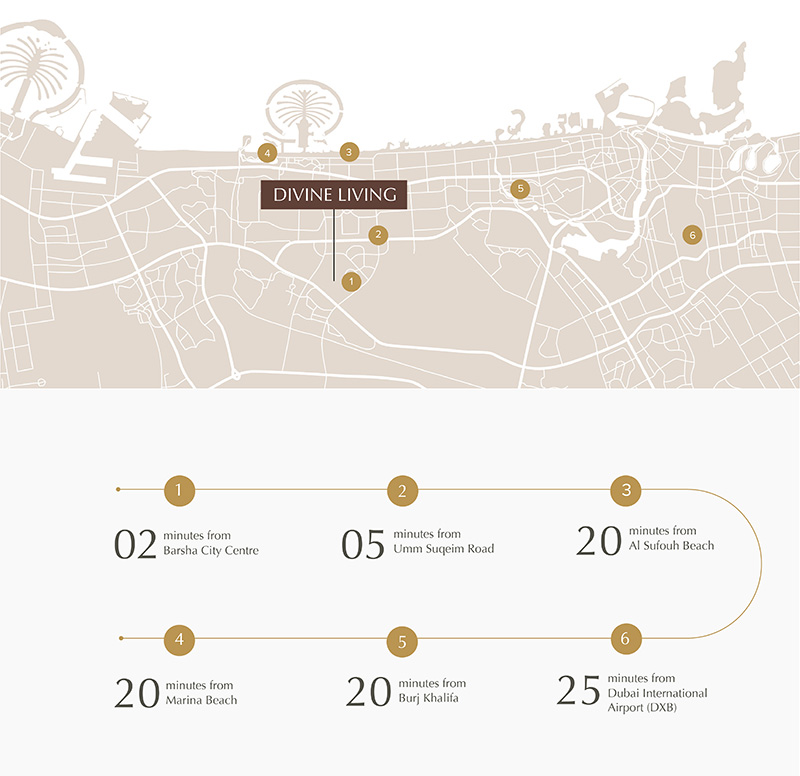 4
3
DIVINE LIVING
5
2
6
1
1
2
3
02 minutes from
Barsha City Centre
05 minutes from
Umm Suqeim Road
20 minutes from
Al Sufouh Beach
4
5
6
20 minutes from
Marina Beach
20 minutes from
Burj Khalifa
25 minutes from
Dubai International
Airport (DXB)